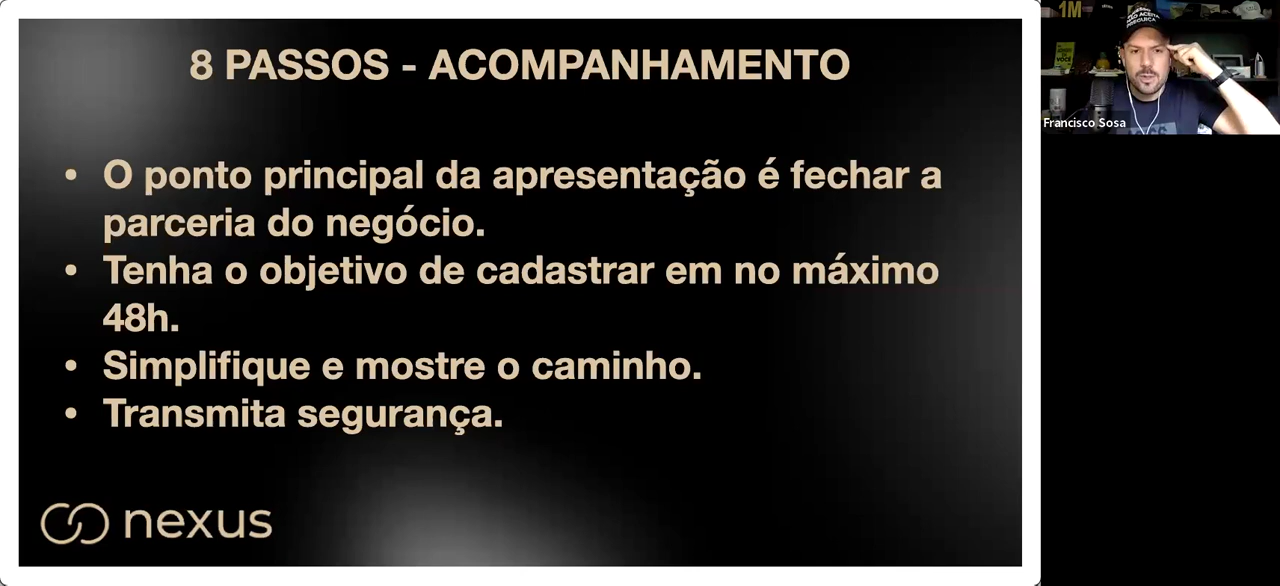 8 PASSOS - ACOMPANHAMENTO
• O ponto principal da apresentação é fechar a
parceria do negócio.
• Tenha o objetivo de cadastrar em no máximo
48h.
• Simplifique e mostre o caminho.
• Transmita segurança.
nexus
1M
Francisco Sosa